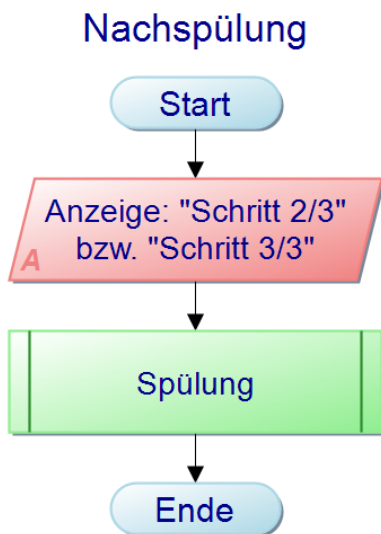 Nachspülung
Start
Anzeige: "Schritt 2/3"
bzw. "Schritt 3/3"
A
Spülung
Ende